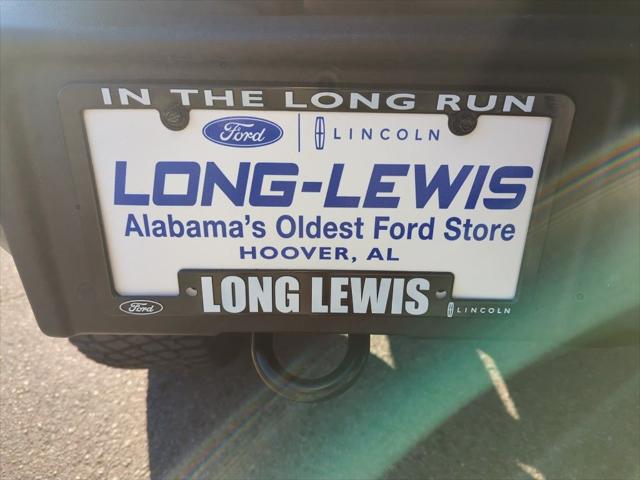 IN THE LONG RUN
Ford LINCOLN
LONG-LEWIS
Alabama's Oldest Ford Store
HOOVER, AL
LONG LEWIS
Ford LINCOLN